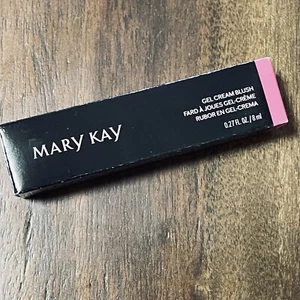 MARY KAY
GEL CREAM BLUSH
FARD À JOUES GEL-CRÈME
RUBOR EN GEL-CREMA
0.27 FL. OZ. / 8 ml